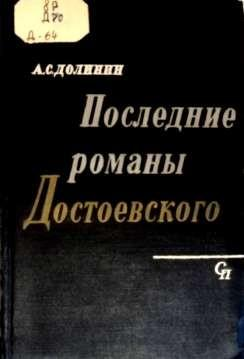 8Р
Д70
Д-64
А.С.ДОЛИНИН
Последние
романы
Достоевского
СП